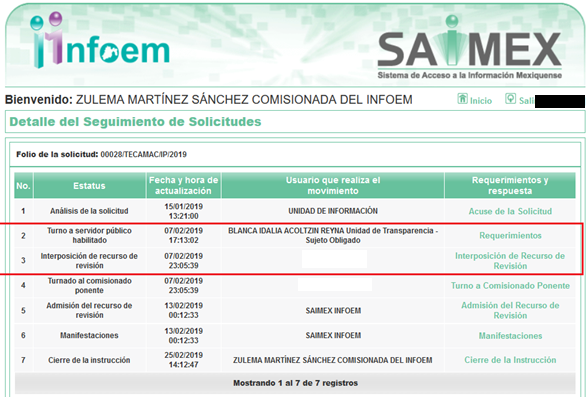 infoem
SAIMEX
Sistema de Acceso a la Información Mexiquense
Bienvenido: ZULEMA MARTÍNEZ SÁNCHEZ COMISIONADA DEL INFOEM
Inicio
Detalle del Seguimiento de Solicitudes
Folio de la solicitud: 00028/TECAMAC/IP/2019
No. Estatus Fecha y hora de Usuario que realiza el Requerimientos y
actualización movimiento respuesta
1 Análisis de la solicitud 15/01/2019 UNIDAD DE INFORMACIÓN Acuse de la Solicitud
13:21:00
2 Turno a servidor público 07/02/2019 BLANCA IDALIA ACOLTZIN REYNA Unidad de Transparencia - Requerimientos
habilitado 17:13:02 Sujeto Obligado
3 Interposición de recurso de 07/02/2019 Interposición de Recurso de
revisión 23:05:39 Revisión
4 Turnado al comisionado 07/02/2019 Turno a Comisionado Ponente
ponente 23:05:39
5 Admisión del recurso de 13/02/2019 SAIMEX INFOEM Admisión del Recurso de
revisión 00:12:33 Revisión
6 Manifestaciones 13/02/2019 SAIMEX INFOEM Manifestaciones
00:12:33
7 Cierre de la instrucción 25/02/2019 ZULEMA MARTÍNEZ SÁNCHEZ COMISIONADA DEL INFOEM Cierre de la Instrucción
14:12:47
Mostrando 1 al 7 de 7 registros